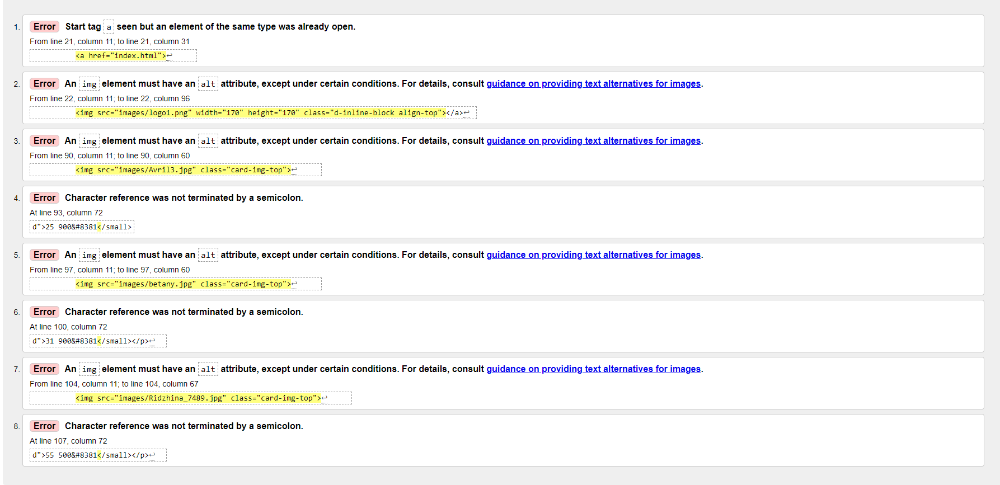 1. Error Start tag a seen but an element of the same type was already open.
From line 21, column 11; to line 21, column 31
<a href="index.html">↩
2. Error An img element must have an alt attribute, except under certain conditions. For details, consult guidance on providing text alternatives for images.
From line 22, column 11; to line 22, column 96
<img src="images/logo1.png" width="170" height="170" class="d-inline-block align-top"></a>↩
3. Error An img element must have an alt attribute, except under certain conditions. For details, consult guidance on providing text alternatives for images.
From line 90, column 11; to line 90, column 60
<img src="images/Avril3.jpg" class="card-img-top">↩
4. Error Character reference was not terminated by a semicolon.
At line 93, column 72
d">25 900&#8381</small>
5. Error An img element must have an alt attribute, except under certain conditions. For details, consult guidance on providing text alternatives for images.
From line 97, column 11; to line 97, column 60
<img src="images/betany.jpg" class="card-img-top">↩
6. Error Character reference was not terminated by a semicolon.
At line 100, column 72
d">31 900&#8381</small></p>↩
7. Error An img element must have an alt attribute, except under certain conditions. For details, consult guidance on providing text alternatives for images.
From line 104, column 11; to line 104, column 67
<img src="images/Ridzhina_7489.jpg" class="card-img-top">↩
8. Error Character reference was not terminated by a semicolon.
At line 107, column 72
d">55 500&#8381</small></p>↩